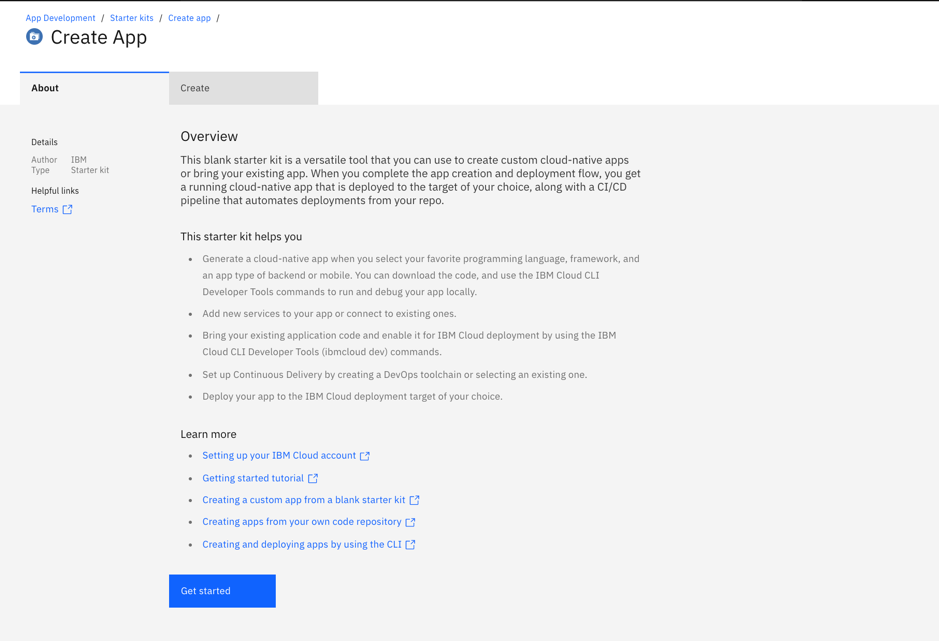 App Development / Starter kits / Create app /
Create App
About
Create
Details
Author IBM
Type Starter kit
Helpful links
Terms
Overview
This blank starter kit is a versatile tool that you can use to create custom cloud-native apps
or bring your existing app. When you complete the app creation and deployment flow, you get
a running cloud-native app that is deployed to the target of your choice, along with a CI/CD
pipeline that automates deployments from your repo.
This starter kit helps you
• Generate a cloud-native app when you select your favorite programming language, framework, and
an app type of backend or mobile. You can download the code, and use the IBM Cloud CLI
Developer Tools commands to run and debug your app locally.
• Add new services to your app or connect to existing ones.
• Bring your existing application code and enable it for IBM Cloud deployment by using the IBM
Cloud CLI Developer Tools (ibmcloud dev) commands.
• Set up Continuous Delivery by creating a DevOps toolchain or selecting an existing one.
• Deploy your app to the IBM Cloud deployment target of your choice.
Learn more
• Setting up your IBM Cloud account
• Getting started tutorial
• Creating a custom app from a blank starter kit
• Creating apps from your own code repository
• Creating and deploying apps by using the CLI
Get started